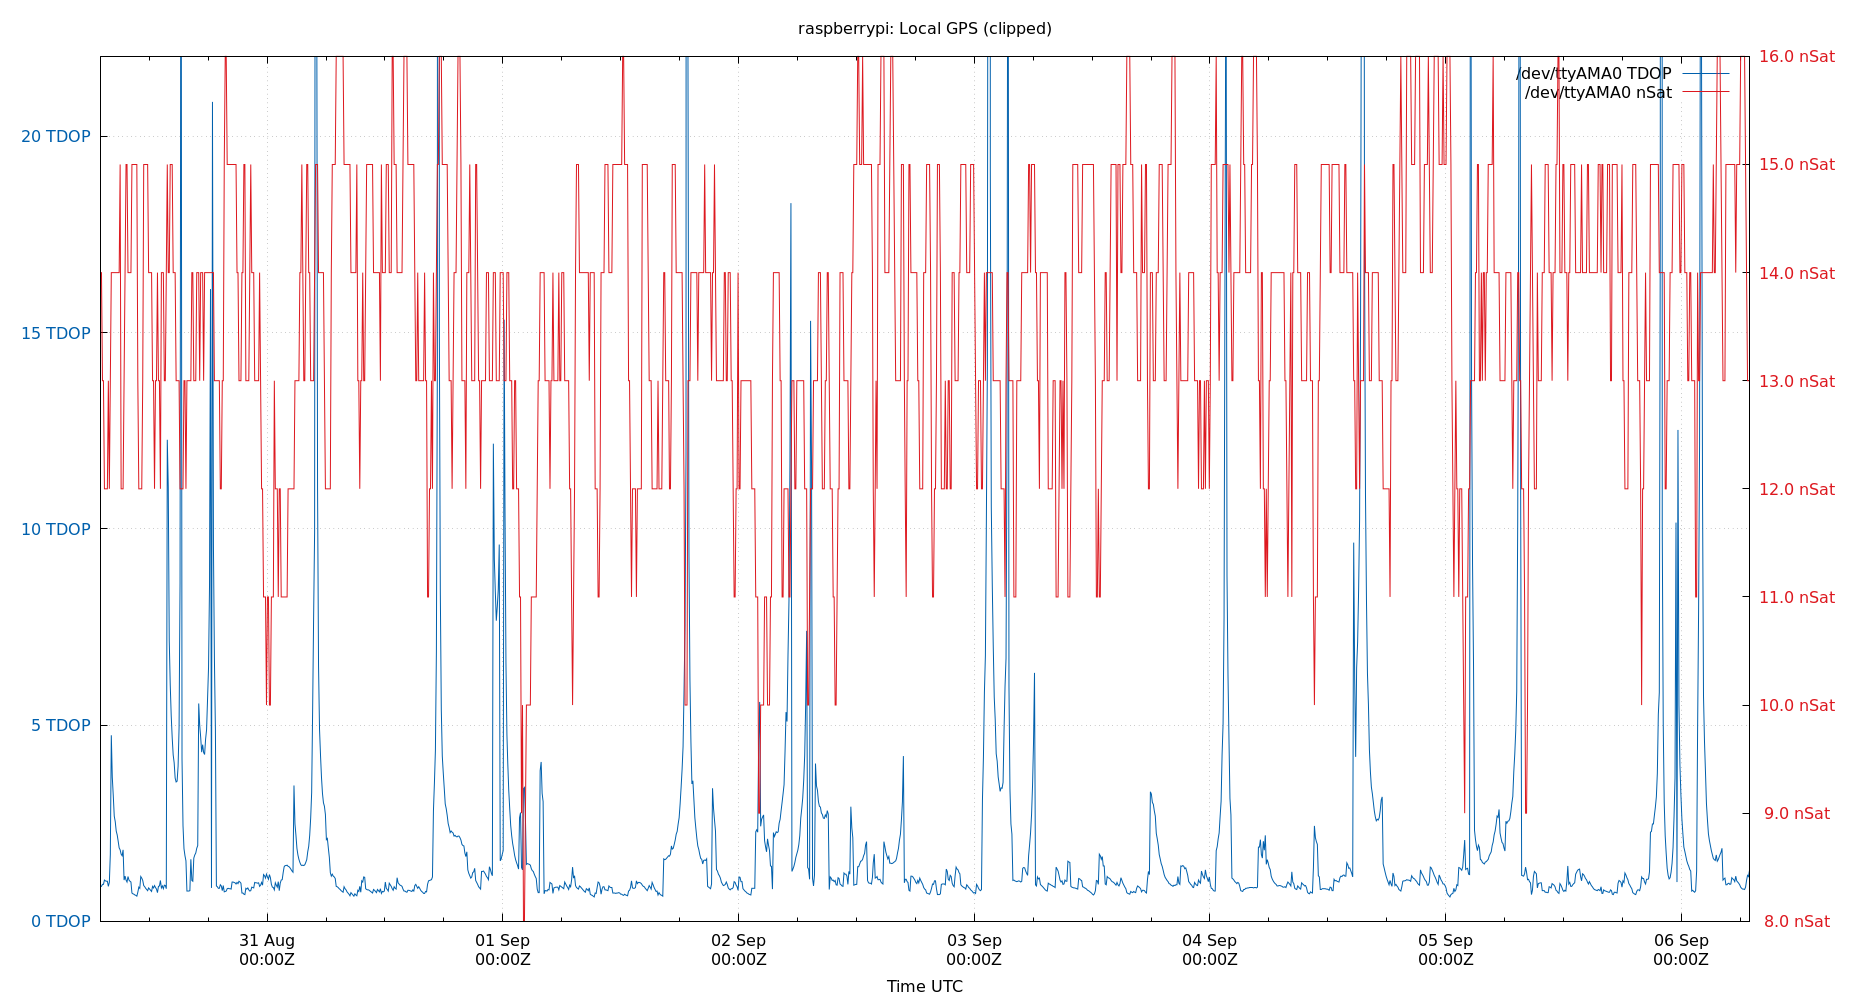 raspberrypi: Local GPS (clipped)
/dev/ttyAMA0 TDOP
/dev/ttyAMA0 nSat
20 TDOP
15 TDOP
10 TDOP
5 TDOP
0 TDOP
16.0 nSat
15.0 nSat
14.0 nSat
13.0 nSat
12.0 nSat
11.0 nSat
10.0 nSat
9.0 nSat
8.0 nSat
31 Aug
00:00Z
01 Sep
00:00Z
02 Sep
00:00Z
03 Sep
00:00Z
04 Sep
00:00Z
05 Sep
00:00Z
06 Sep
00:00Z
Time UTC